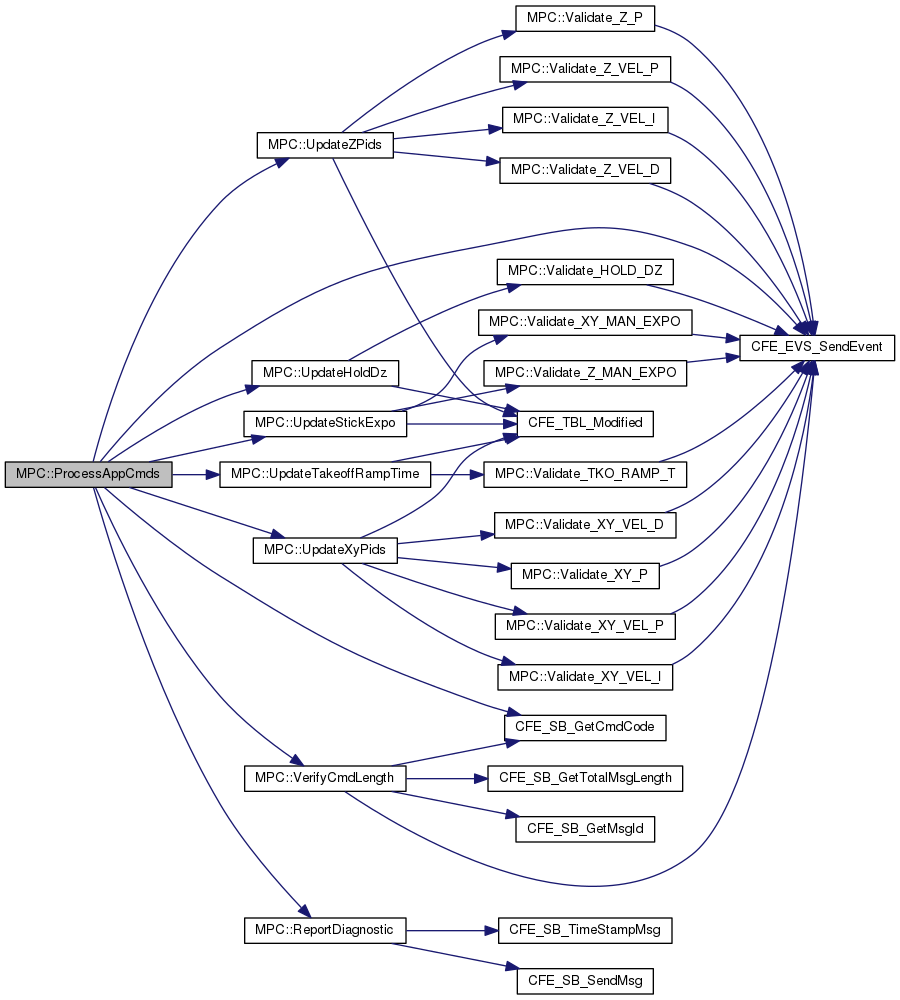 MPC::Validate_Z_P
MPC::Validate_Z_VEL_P
MPC::Validate_Z_VEL_I
MPC::UpdateZPids
MPC::Validate_Z_VEL_D
MPC::Validate_HOLD_DZ
MPC::Validate_XY_MAN_EXPO
CFE_EVS_SendEvent
MPC::UpdateHoldDz
MPC::Validate_Z_MAN_EXPO
MPC::UpdateStickExpo
CFE_TBL_Modified
MPC::ProcessAppCmds
MPC::UpdateTakeoffRampTime
MPC::Validate_TKO_RAMP_T
MPC::Validate_XY_VEL_D
MPC::UpdateXyPids
MPC::Validate_XY_P
MPC::Validate_XY_VEL_P
MPC::Validate_XY_VEL_I
CFE_SB_GetCmdCode
MPC::VerifyCmdLength
CFE_SB_GetTotalMsgLength
CFE_SB_GetMsgId
MPC::ReportDiagnostic
CFE_SB_TimeStampMsg
CFE_SB_SendMsg